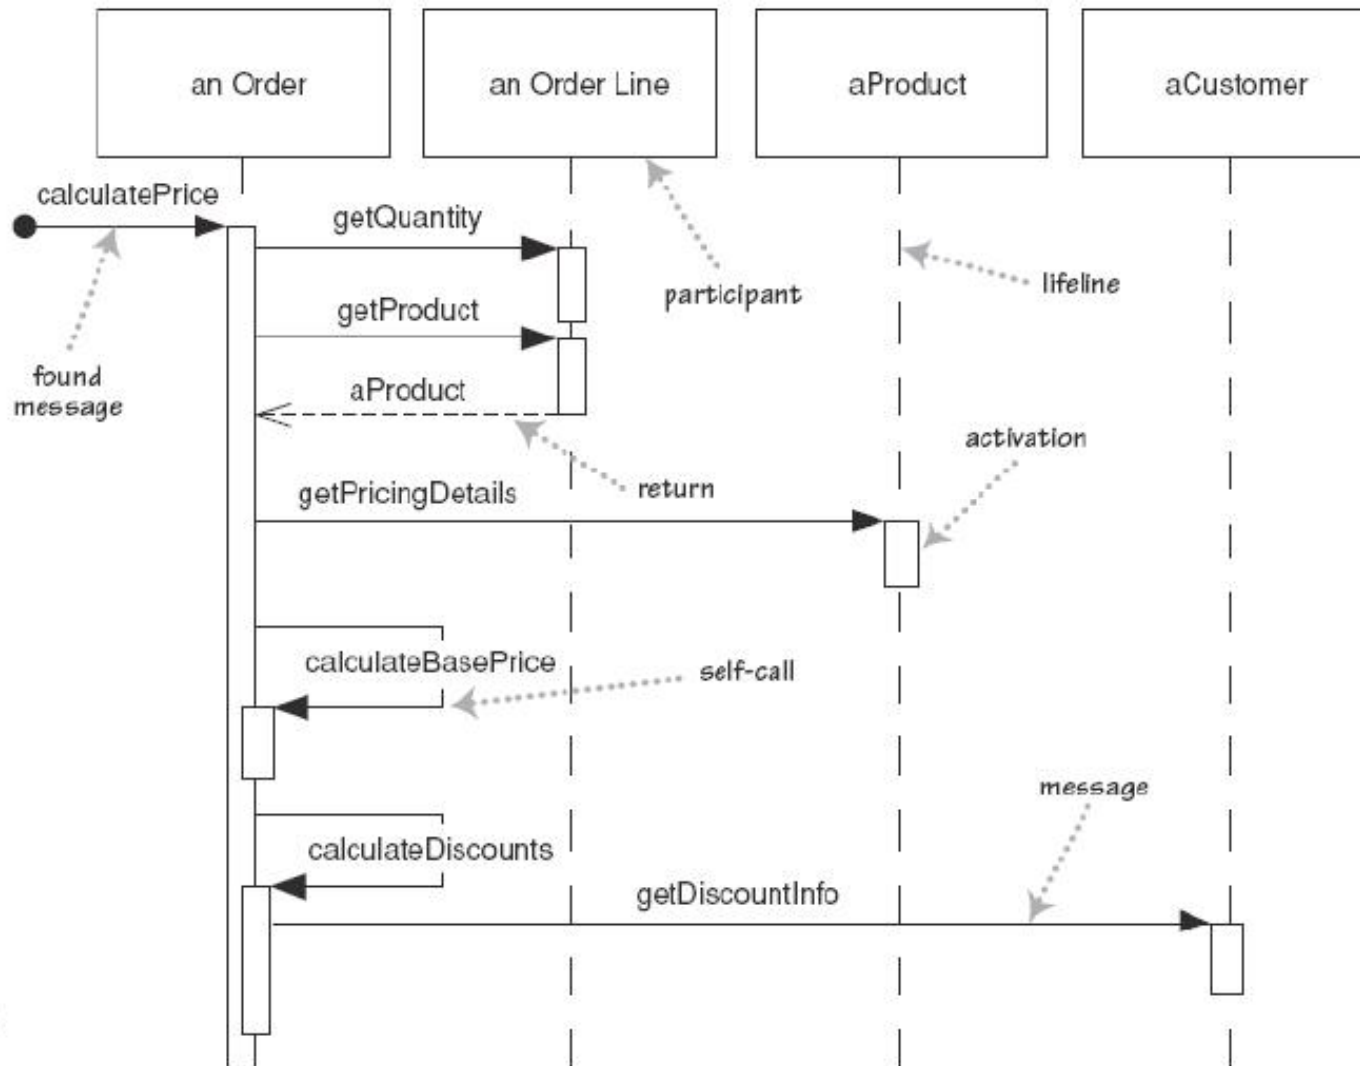 an Order
an Order Line
aProduct
aCustomer
calculatePrice
getQuantity
participant
lifeline
getProduct
found
message
aProduct
activation
return
getPricingDetails
calculateBasePrice
self-call
message
calculateDiscounts
getDiscountInfo